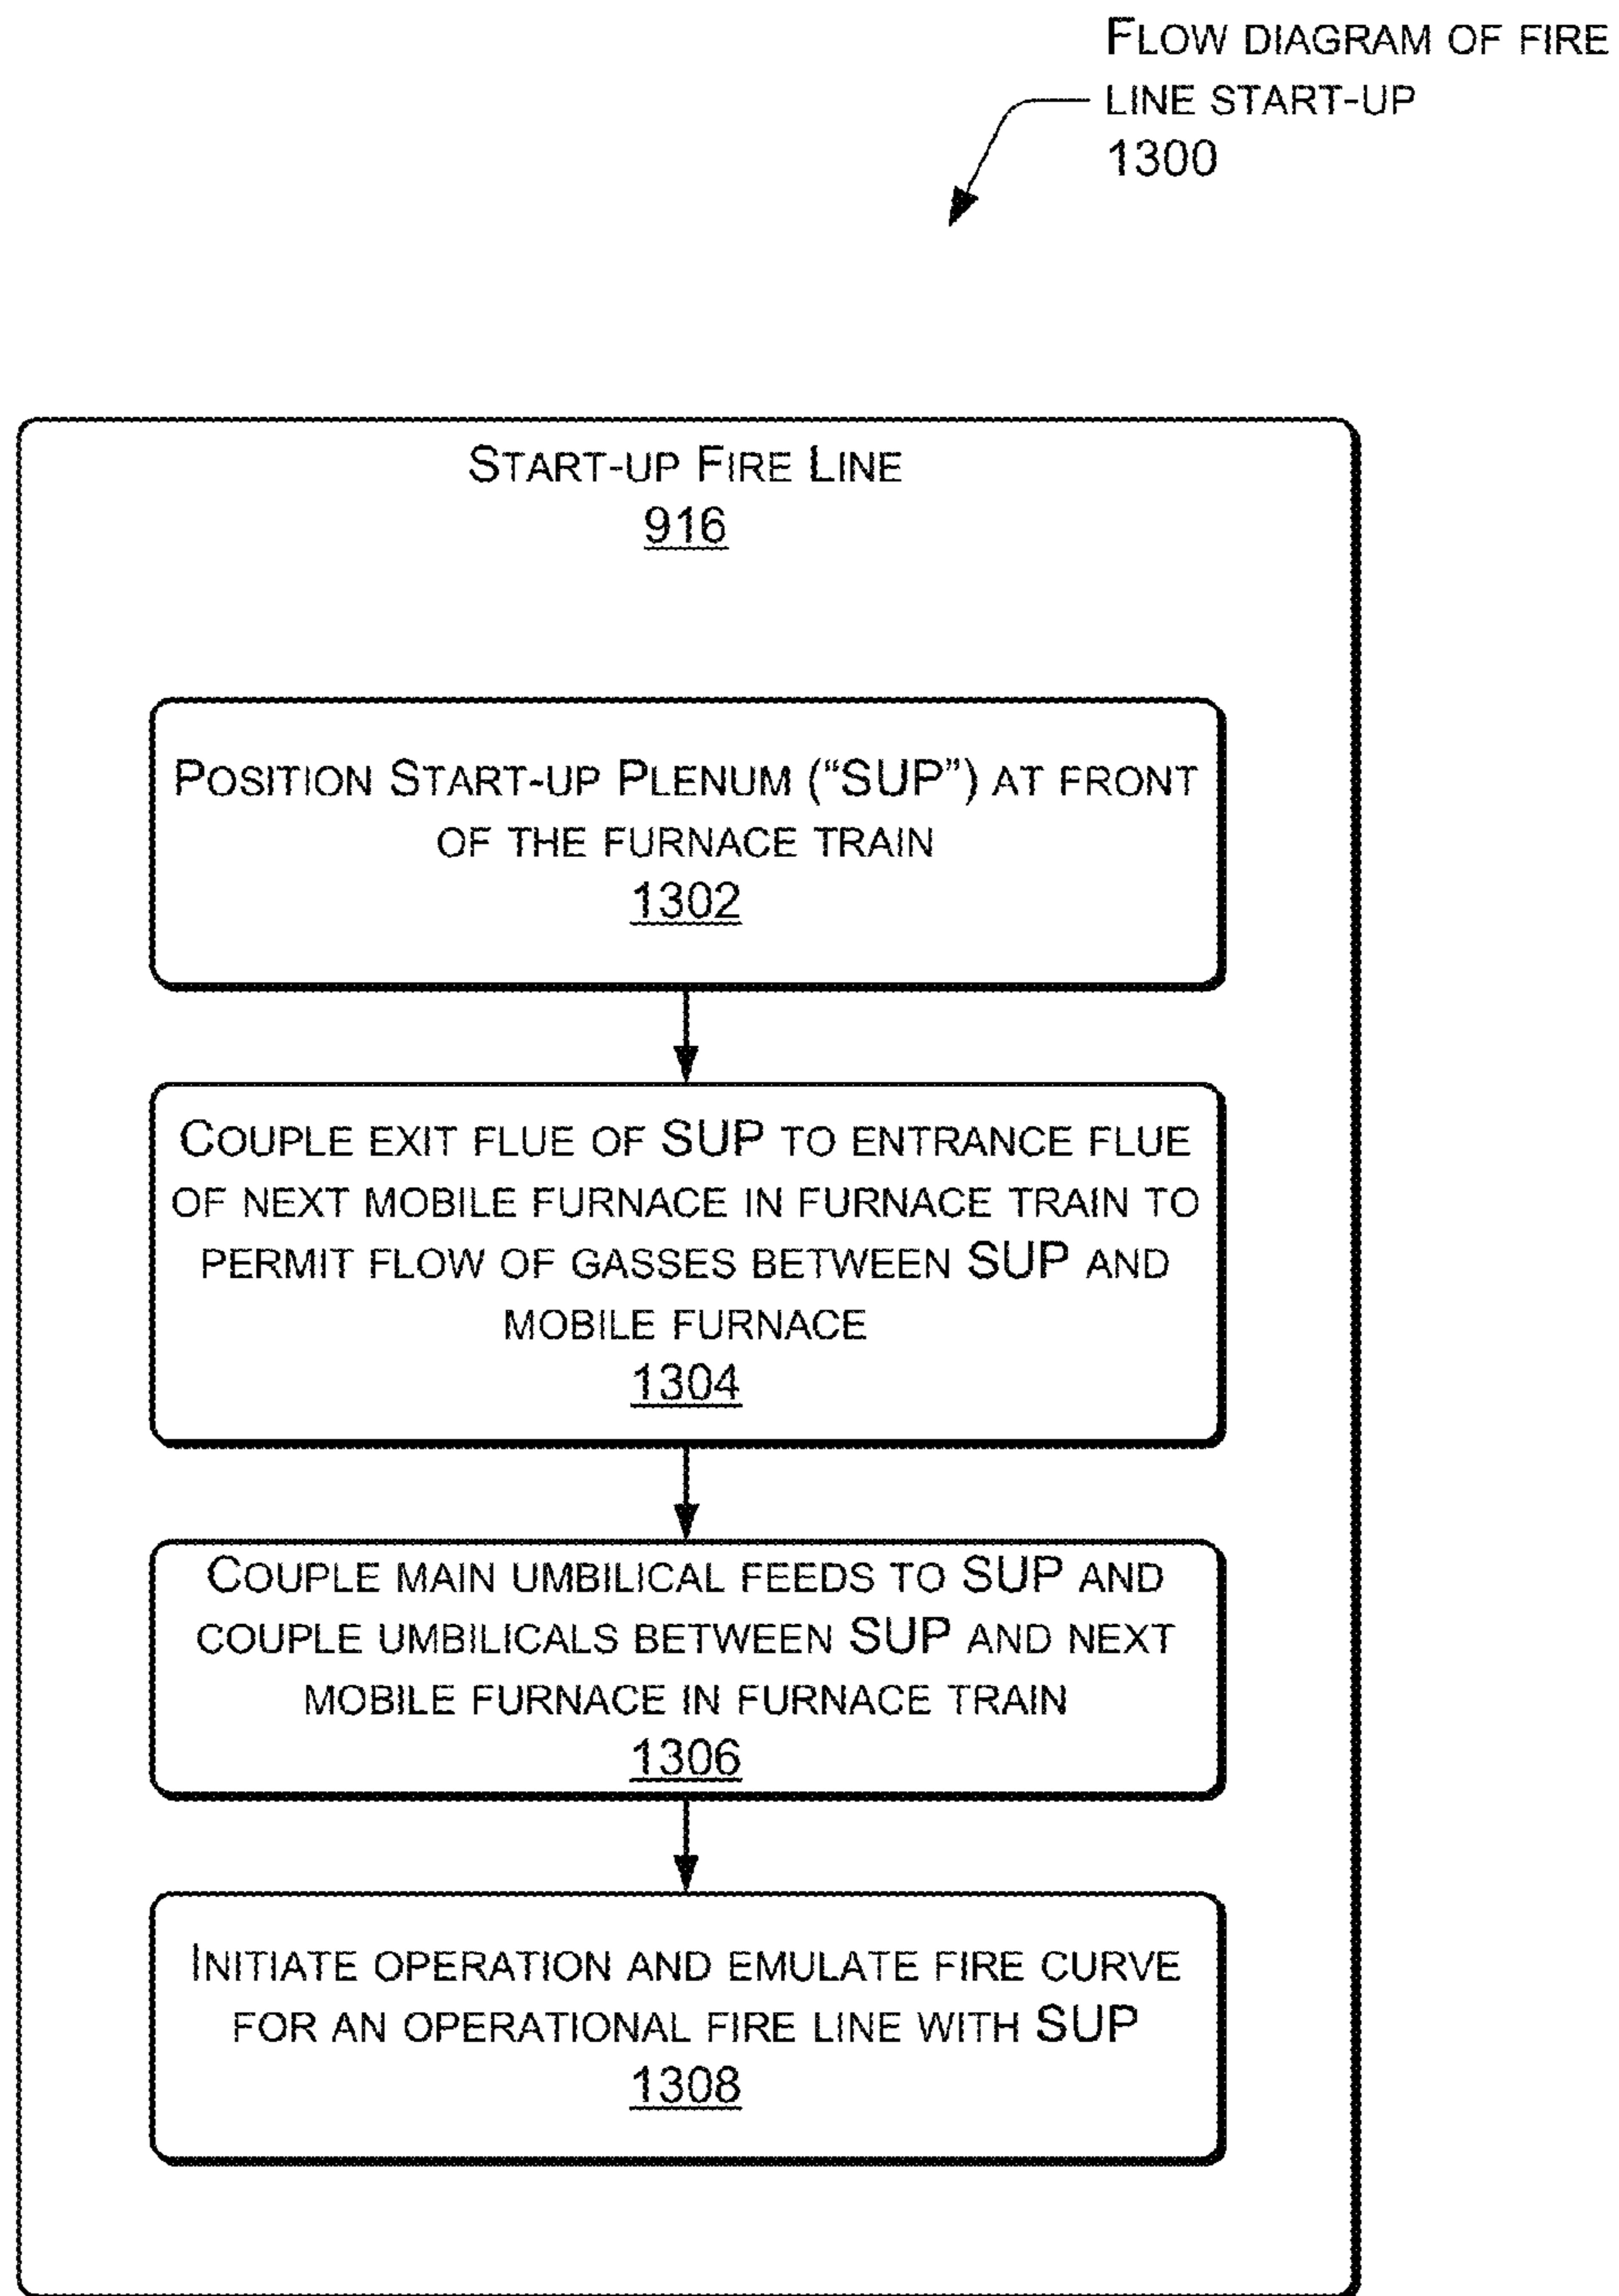 FLOW DIAGRAM OF FIRE
LINE START-UP
1300
START-UP FIRE LINE
916
POSITION START-UP PLENUM (“SUP”) AT FRONT
OF THE FURNACE TRAIN
1302
COUPLE EXIT FLUE OF SUP TO ENTRANCE FLUE
OF NEXT MOBILE FURNACE IN FURNACE TRAIN TO
PERMIT FLOW OF GASSES BETWEEN SUP AND
MOBILE FURNACE
1304
COUPLE MAIN UMBILICAL FEEDS TO SUP AND
COUPLE UMBILICALS BETWEEN SUP AND NEXT
MOBILE FURNACE IN FURNACE TRAIN
1306
INITIATE OPERATION AND EMULATE FIRE CURVE
FOR AN OPERATIONAL FIRE LINE WITH SUP
1308